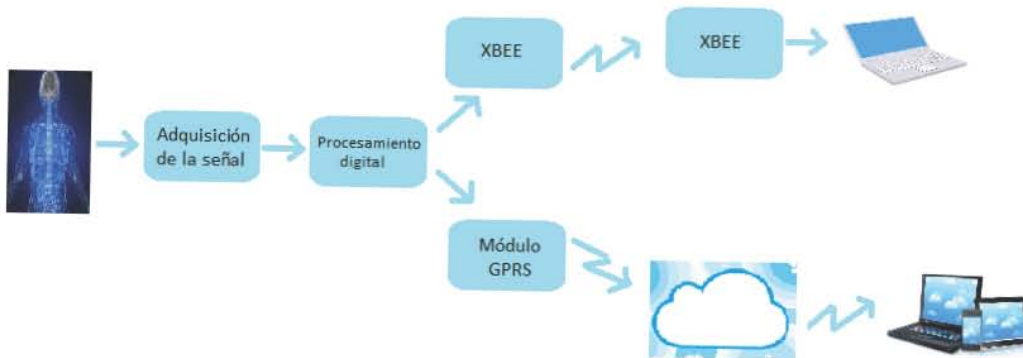 XBEE
XBEE
Adquisición
de la señal
Procesamiento
digital
Módulo
GPRS